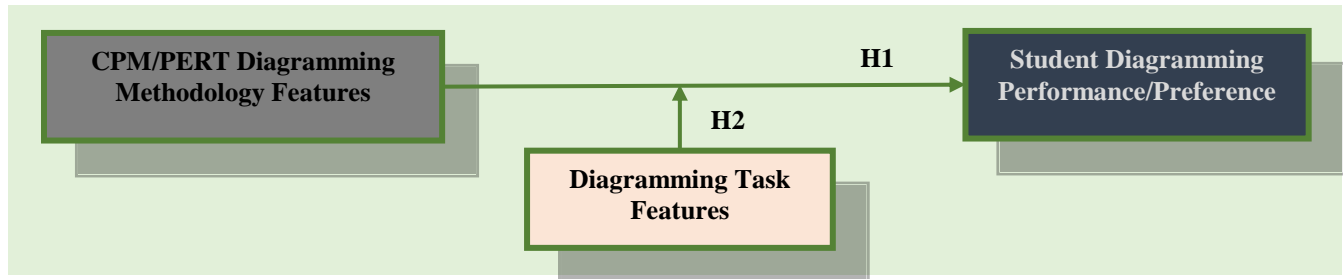 CPM/PERT Diagramming
Methodology Features
H1
Student Diagramming
Performance/Preference
H2
Diagramming Task
Features